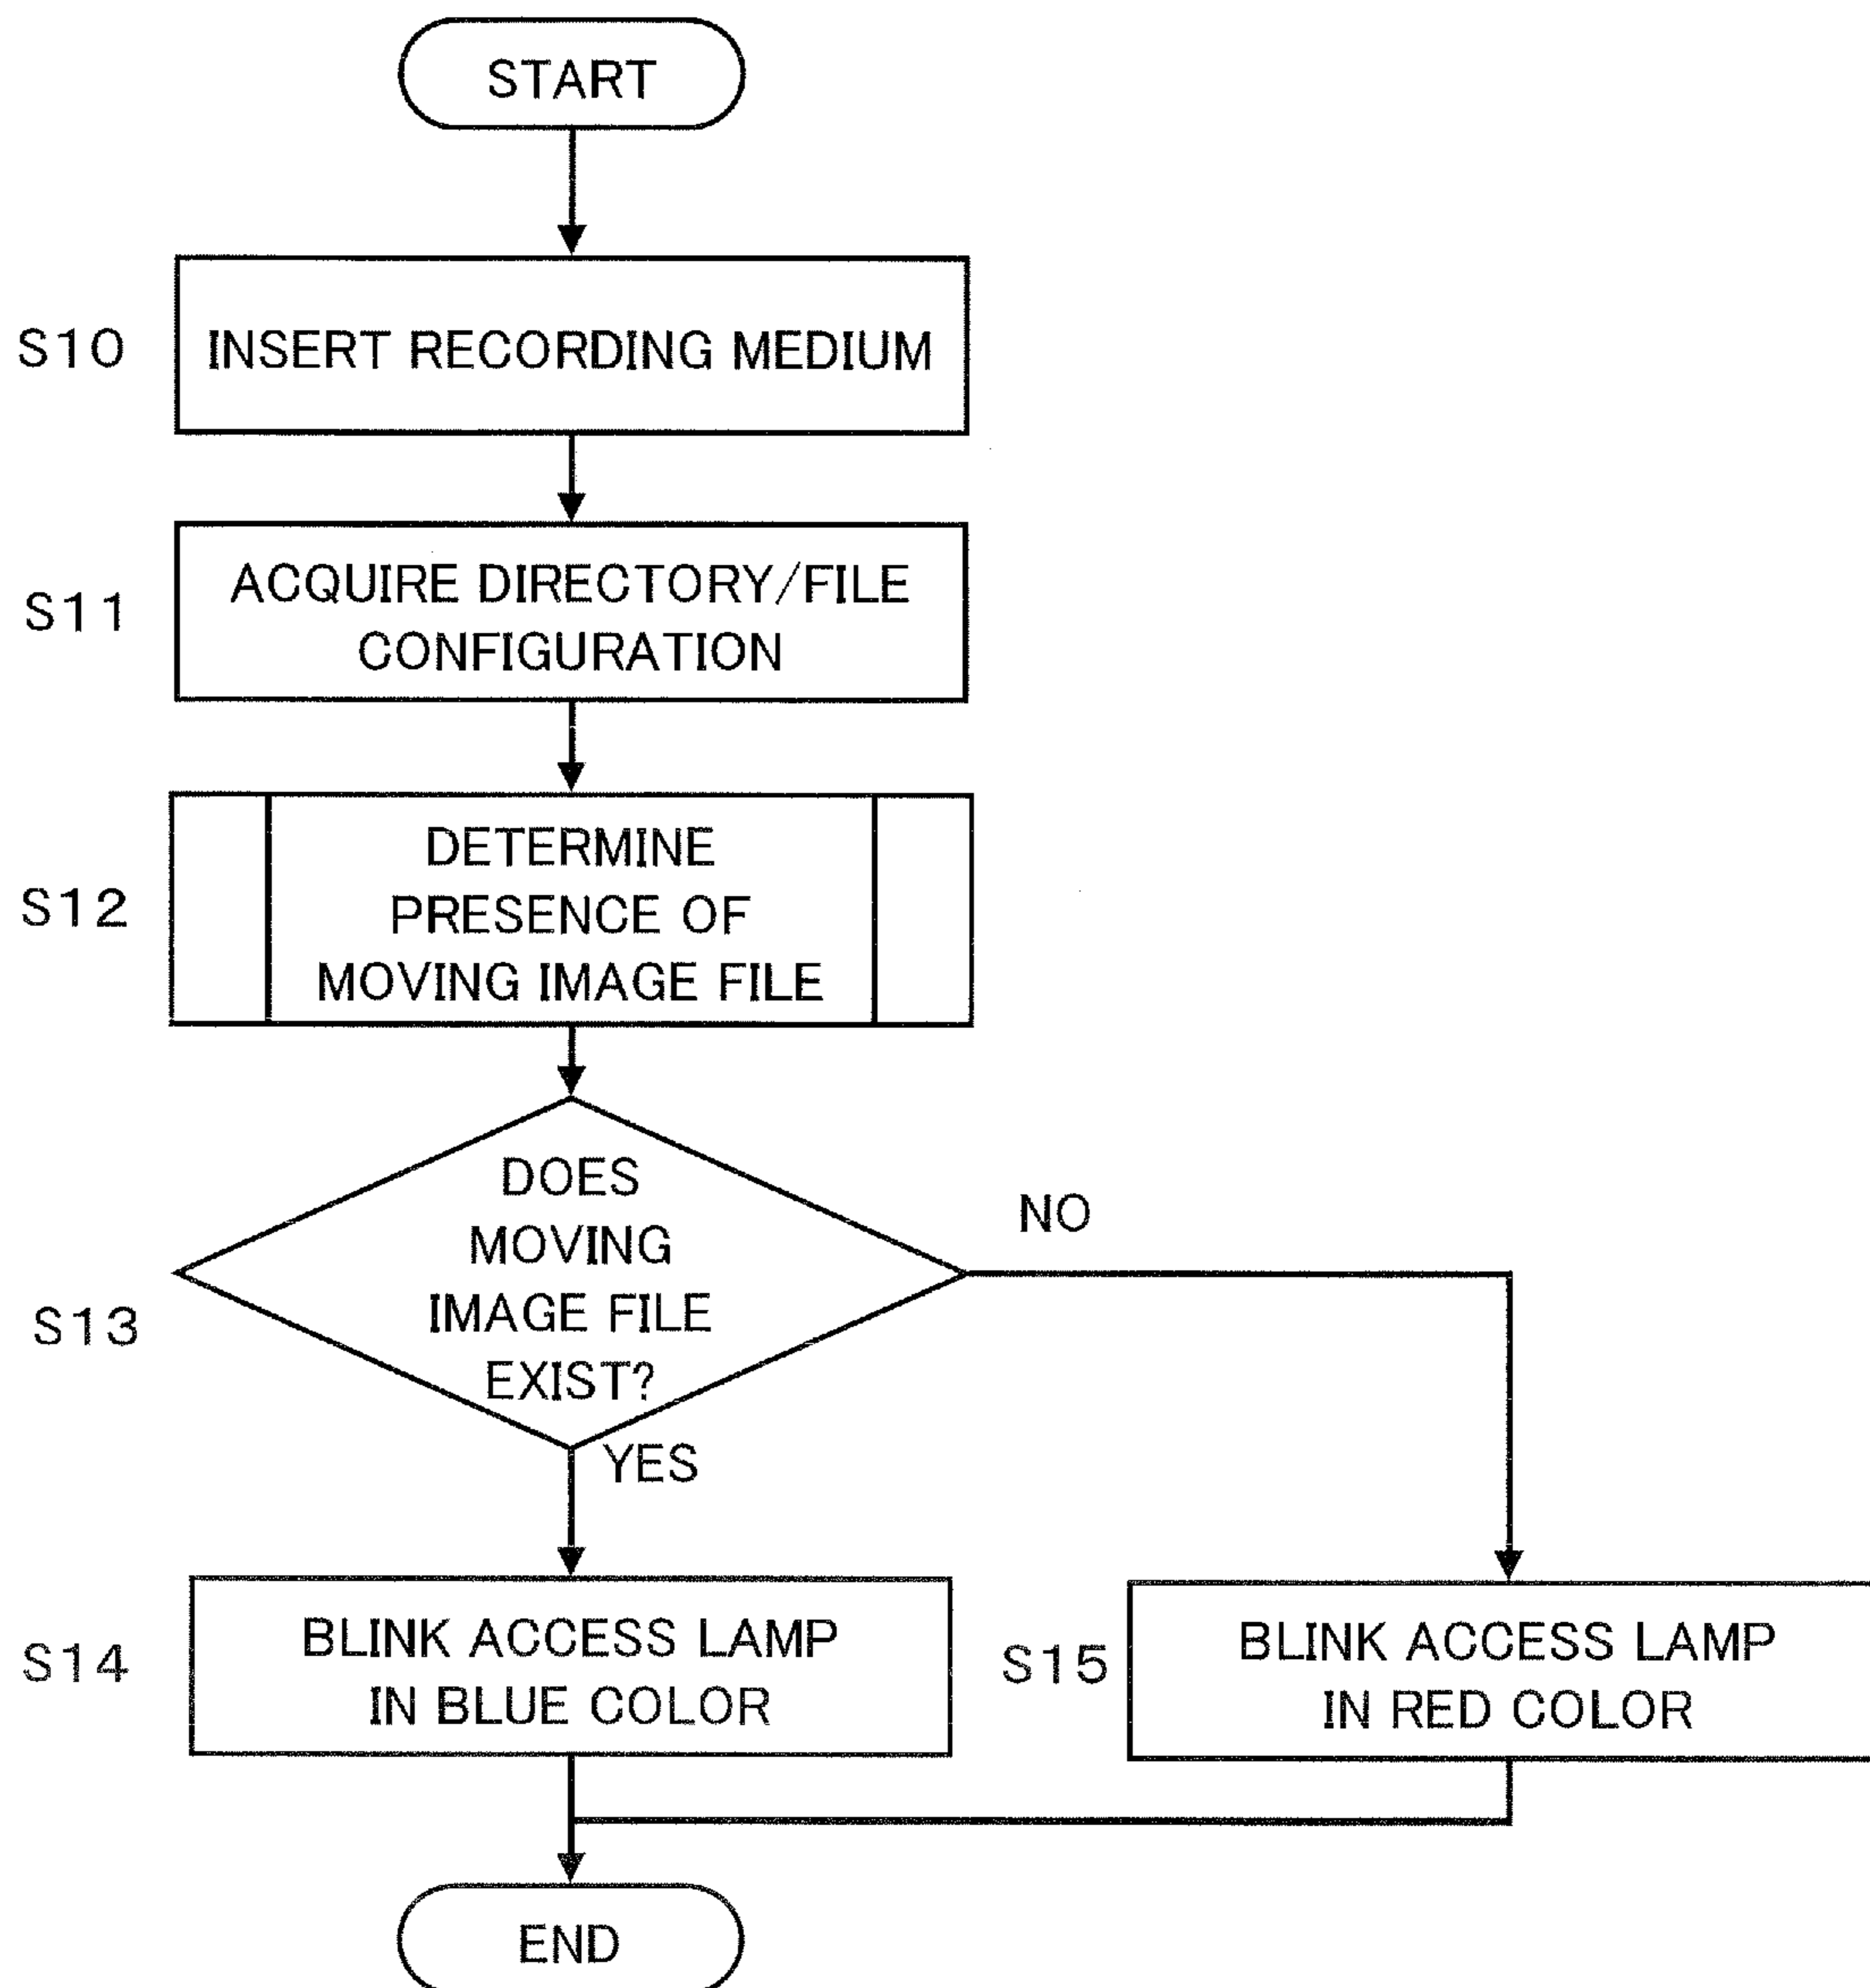 START
S10
INSERT RECORDING MEDIUM
S11
ACQUIRE DIRECTORY/FILE
CONFIGURATION
S12
DETERMINE
PRESENCE OF
MOVING IMAGE FILE
S13
DOES
MOVING
IMAGE FILE
EXIST?
NO
YES
S14
BLINK ACCESS LAMP
IN BLUE COLOR
S15
BLINK ACCESS LAMP
IN RED COLOR
END